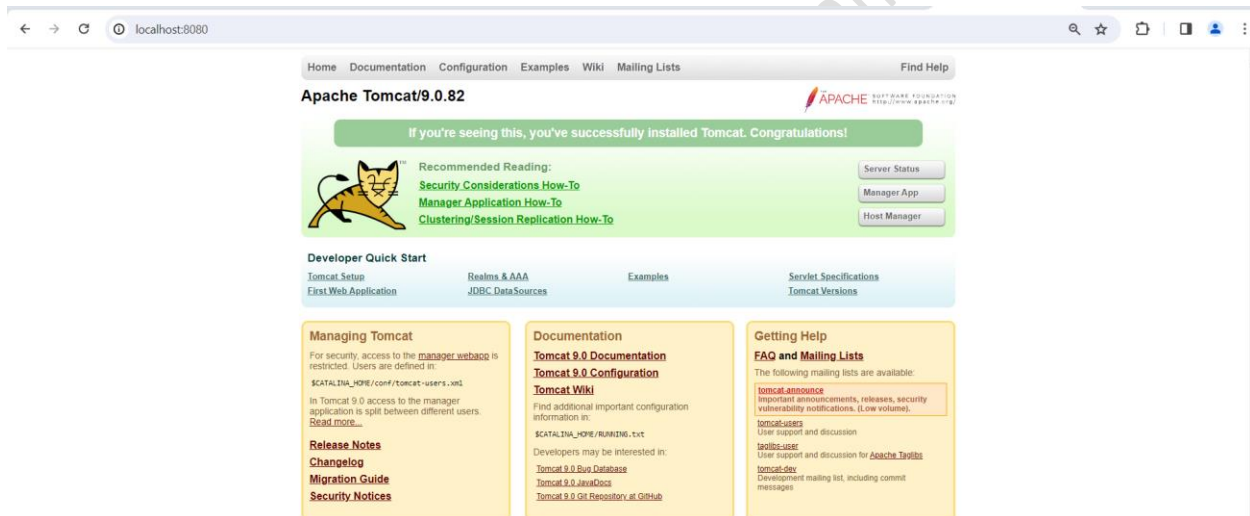 localhost:8080
Home Documentation Configuration Examples Wiki Mailing Lists Find Help
Apache Tomcat/9.0.82
THE
APACHE SOFTWARE FOUNDATION
http://www.apache.org/
If you're seeing this, you've successfully installed Tomcat. Congratulations!
TM
Recommended Reading:
Security Considerations How-To
Manager Application How-To
Clustering/Session Replication How-To
Server Status
Manager App
Host Manager
Developer Quick Start
Tomcat Setup
First Web Application
Realms & AAA
JDBC DataSources
Examples
Servlet Specifications
Tomcat Versions
Managing Tomcat
For security, access to the manager webapp is
restricted. Users are defined in:
$CATALINA_HOME/conf/tomcat-users.xml
In Tomcat 9.0 access to the manager
application is split between different users.
Read more...
Release Notes
Changelog
Migration Guide
Security Notices
Documentation
Tomcat 9.0 Documentation
Tomcat 9.0 Configuration
Tomcat Wiki
Find additional important configuration
information in:
$CATALINA_HOME/RUNNING.txt
Developers may be interested in:
Tomcat 9.0 Bug Database
Tomcat 9.0 JavaDocs
Tomcat 9.0 Git Repository at GitHub
Getting Help
FAQ and Mailing Lists
The following mailing lists are available:
tomcat-announce
Important announcements, releases, security
vulnerability notifications. (Low volume).
tomcat-users
User support and discussion
taglibs-user
User support and discussion for Apache Taglibs
tomcat-dev
Development mailing list, including commit
messages